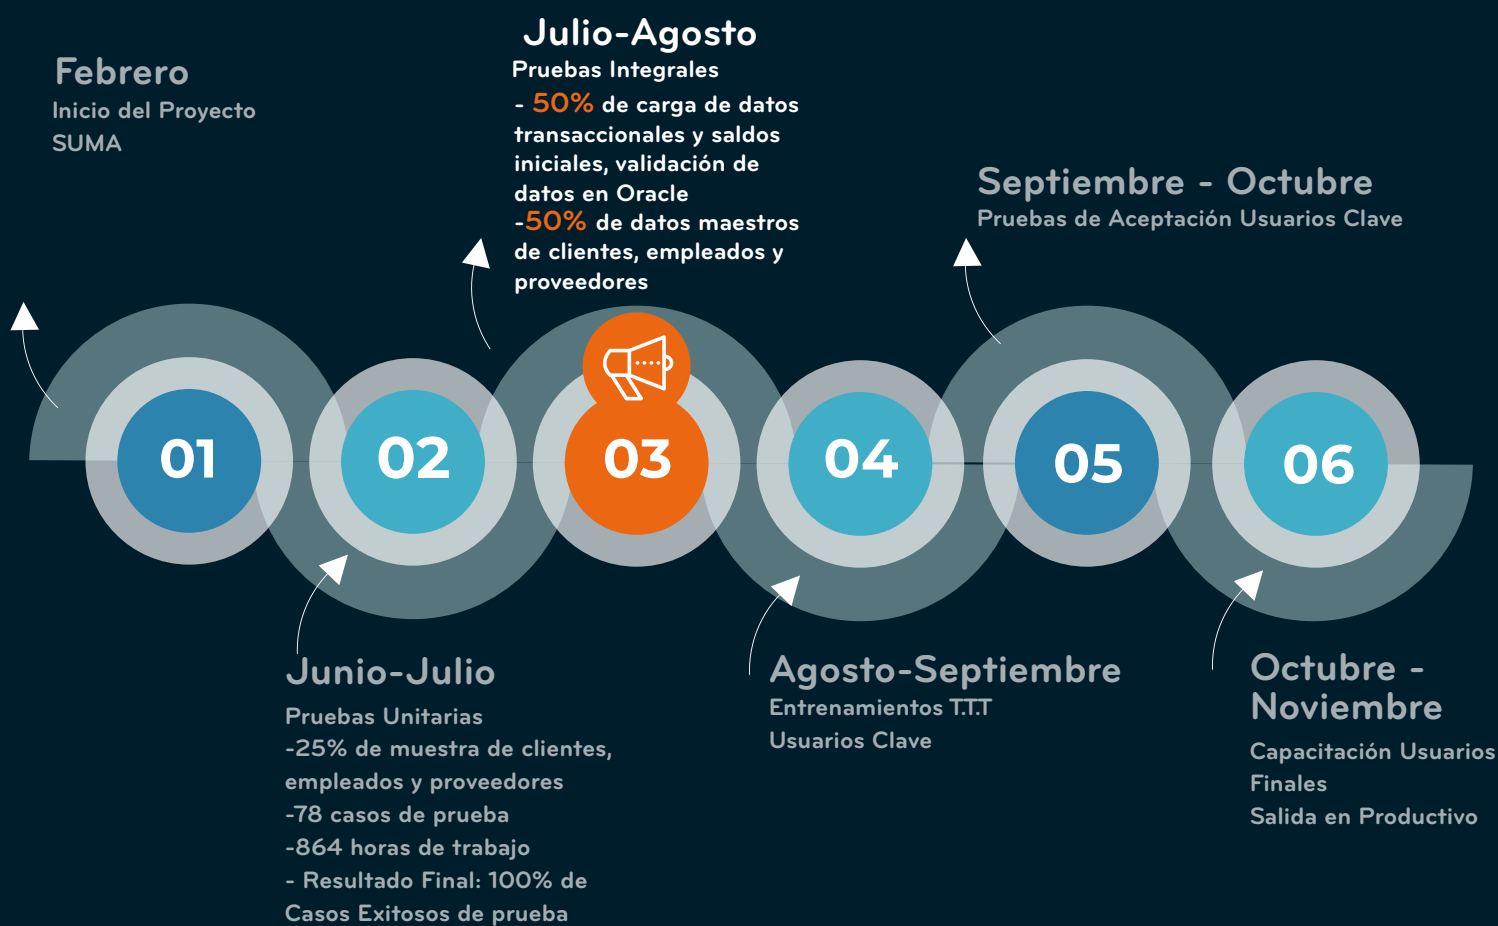 Febrero
Inicio del Proyecto
SUMA
01
Junio-Julio
Pruebas Unitarias
-25% de muestra de clientes,
empleados y proveedores
-78 casos de prueba
-864 horas de trabajo
- Resultado Final: 100% de
Casos Exitosos de prueba
02
Julio-Agosto
Pruebas Integrales
- 50% de carga de datos
transaccionales y saldos
iniciales, validación de
datos en Oracle
-50% de datos maestros
de clientes, empleados y
proveedores
03
Agosto-Septiembre
Entrenamientos T.T.T
Usuarios Clave
04
Septiembre - Octubre
Pruebas de Aceptación Usuarios Clave
05
Octubre -
Noviembre
Capacitación Usuarios
Finales
Salida en Productivo
06